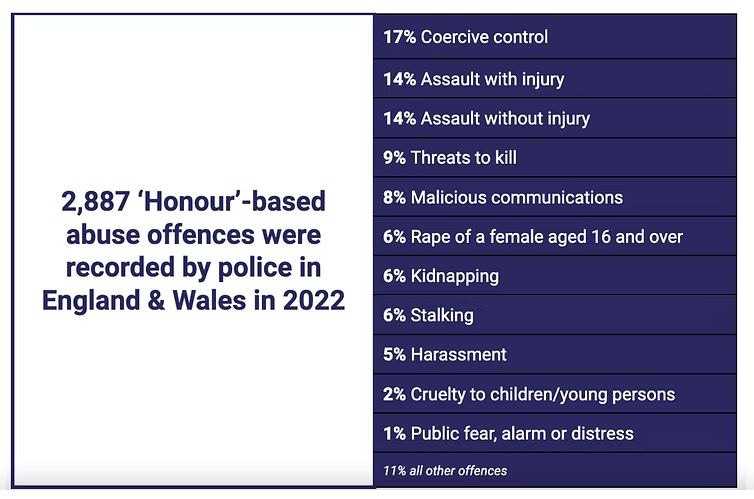 2,887 ‘Honour’-based
abuse offences were
recorded by police in
England & Wales in 2022
17% Coercive control
14% Assault with injury
14% Assault without injury
9% Threats to kill
8% Malicious communications
6% Rape of a female aged 16 and over
6% Kidnapping
6% Stalking
5% Harassment
2% Cruelty to children/young persons
1% Public fear, alarm or distress
11% all other offences